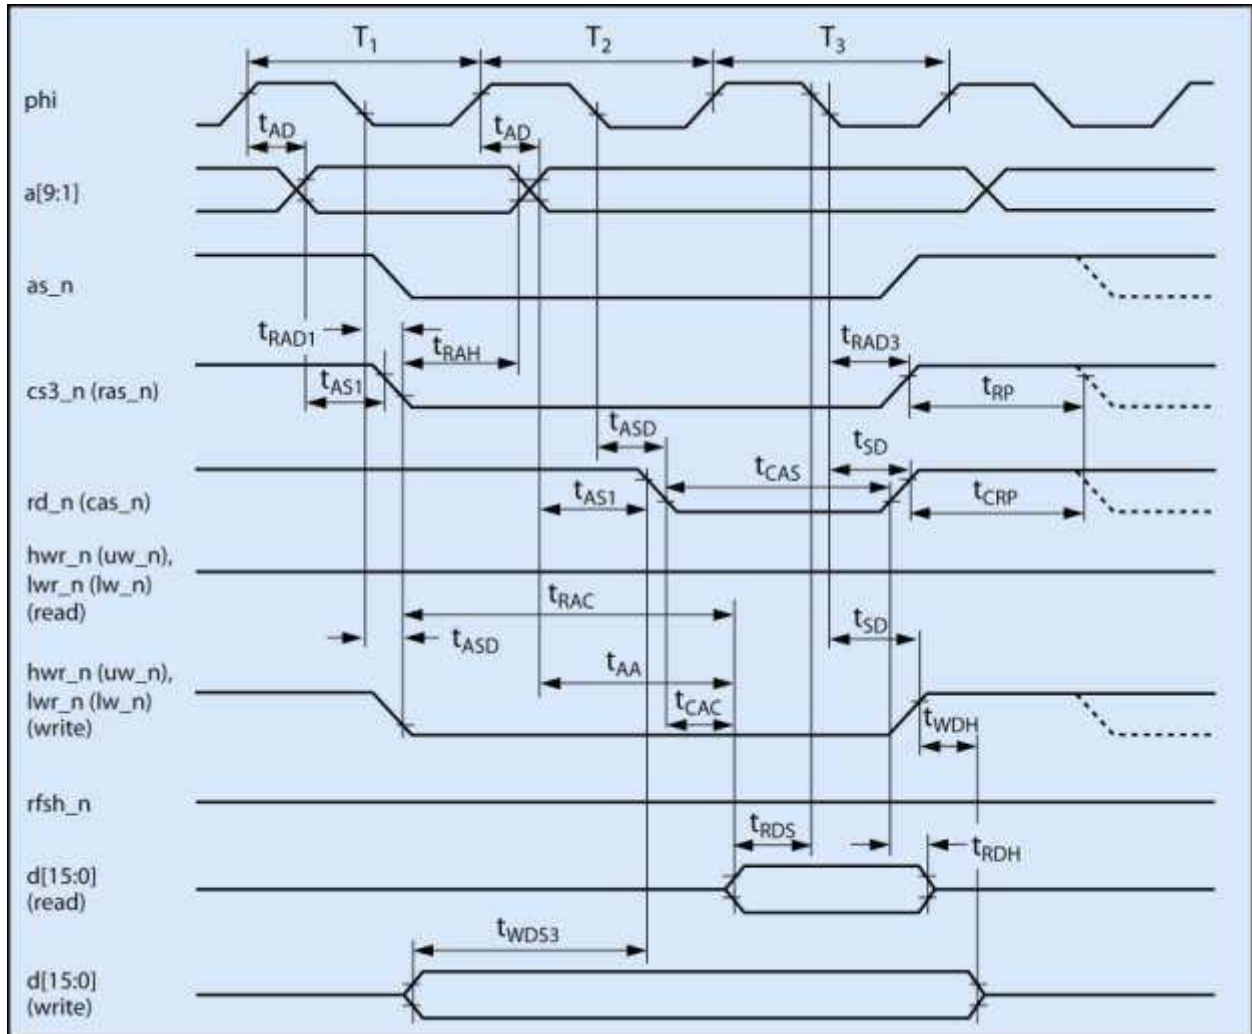 T1 T2 T3
phi
tAD tAD
a[9:1]
as_n
tRAD1 tRAH tRAD3
cs3_n (ras_n) tAS1 tRP
tASD tSD
tCAS
rd_n (cas_n) tAS1 tCRP
hwr_n (uw_n),
lwr_n (lw_n)
(read)
tRAC
tASD tSD
hwr_n (uw_n),
lwr_n (lw_n)
(write)
tAA
tCAC tWDH
rfsh_n
tRDS tRDH
d[15:0]
(read)
tWDS3
d[15:0]
(write)